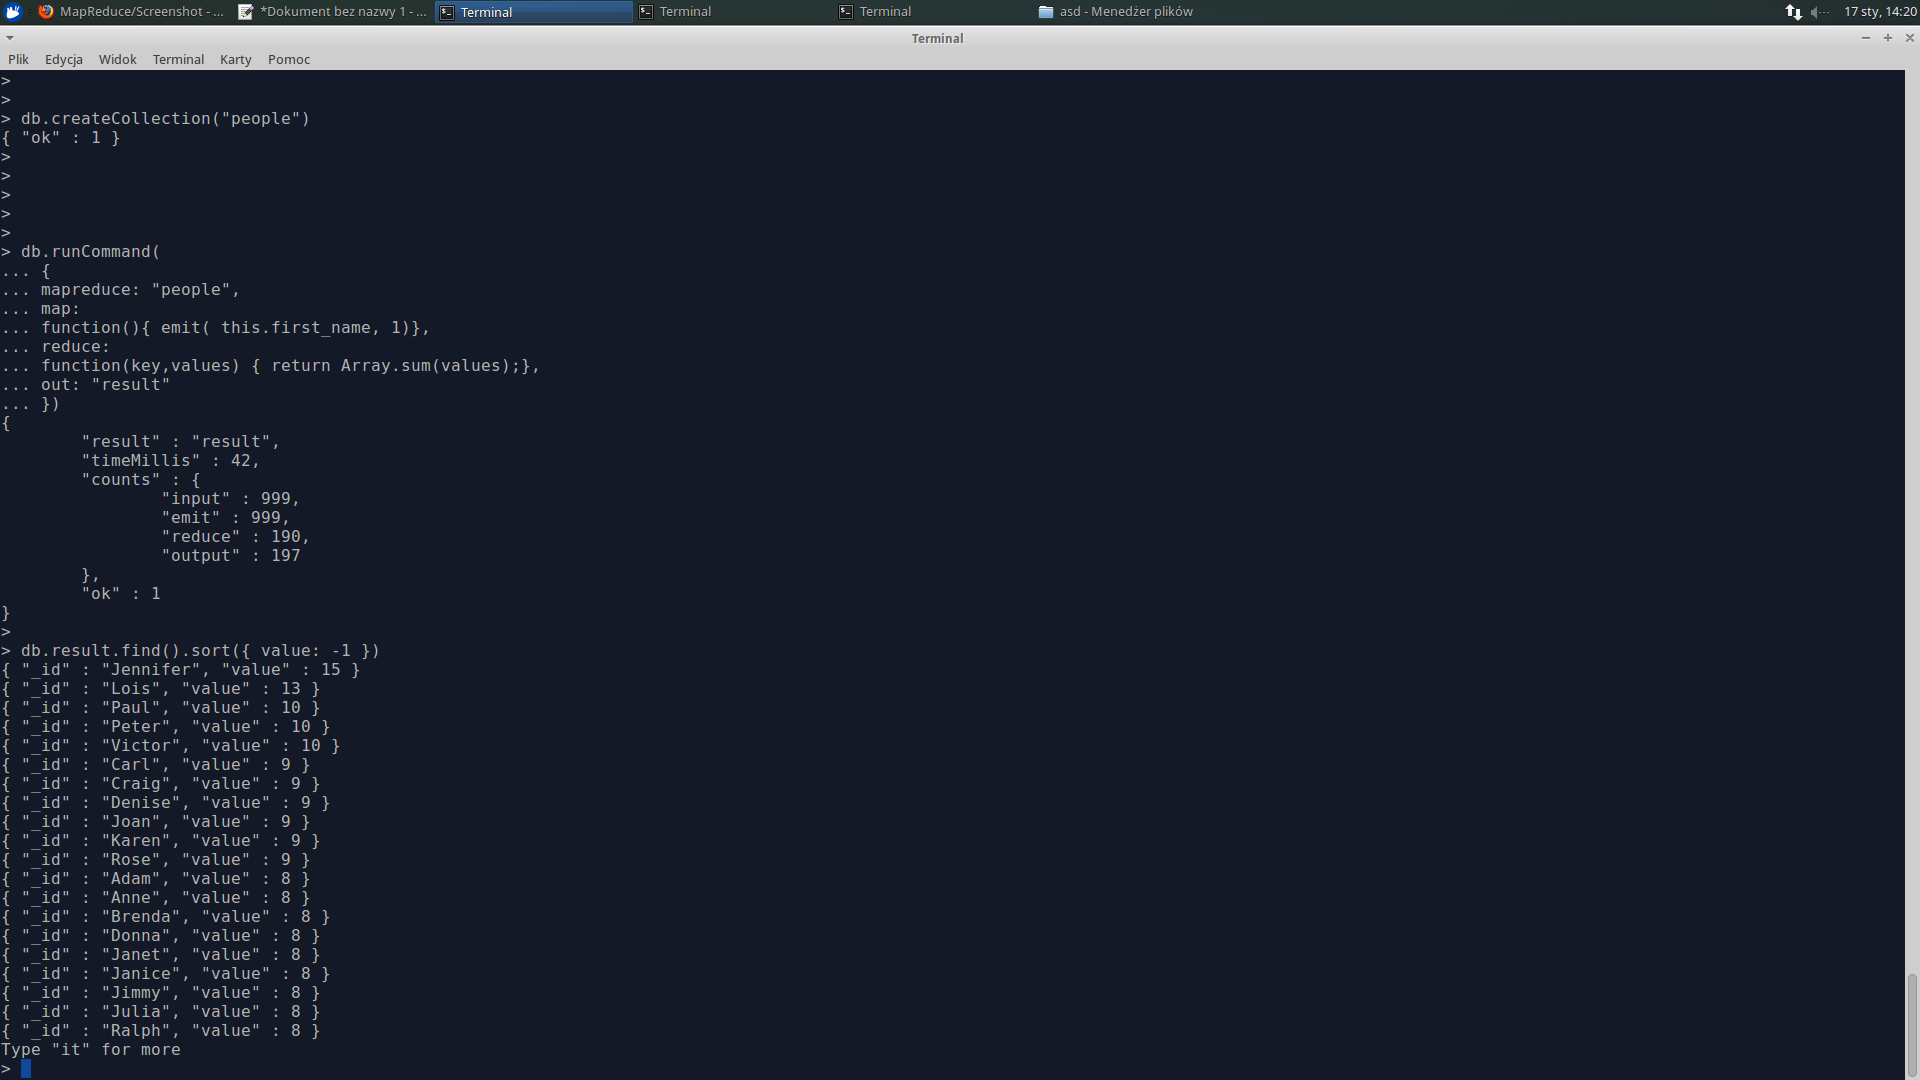 MapReduce/Screenshot - ...
*Dokument bez nazwy 1 - ...
Terminal
Terminal
Terminal
asd - Menedżer plików
17 sty, 14:20
Terminal
Plik Edycja Widok Terminal Karty Pomoc
>
>
> db.createCollection("people")
{ "ok" : 1 }
>
>
>
>
>
> db.runCommand(
... {
... mapreduce: "people",
... map:
... function(){ emit( this.first_name, 1)},
... reduce:
... function(key,values) { return Array.sum(values);},
... out: "result"
... })
{
"result" : "result",
"timeMillis" : 42,
"counts" : {
"input" : 999,
"emit" : 999,
"reduce" : 190,
"output" : 197
},
"ok" : 1
}
>
> db.result.find().sort({ value: -1 })
{ "_id" : "Jennifer", "value" : 15 }
{ "_id" : "Lois", "value" : 13 }
{ "_id" : "Paul", "value" : 10 }
{ "_id" : "Peter", "value" : 10 }
{ "_id" : "Victor", "value" : 10 }
{ "_id" : "Carl", "value" : 9 }
{ "_id" : "Craig", "value" : 9 }
{ "_id" : "Denise", "value" : 9 }
{ "_id" : "Joan", "value" : 9 }
{ "_id" : "Karen", "value" : 9 }
{ "_id" : "Rose", "value" : 9 }
{ "_id" : "Adam", "value" : 8 }
{ "_id" : "Anne", "value" : 8 }
{ "_id" : "Brenda", "value" : 8 }
{ "_id" : "Donna", "value" : 8 }
{ "_id" : "Janet", "value" : 8 }
{ "_id" : "Janice", "value" : 8 }
{ "_id" : "Jimmy", "value" : 8 }
{ "_id" : "Julia", "value" : 8 }
{ "_id" : "Ralph", "value" : 8 }
Type "it" for more
>